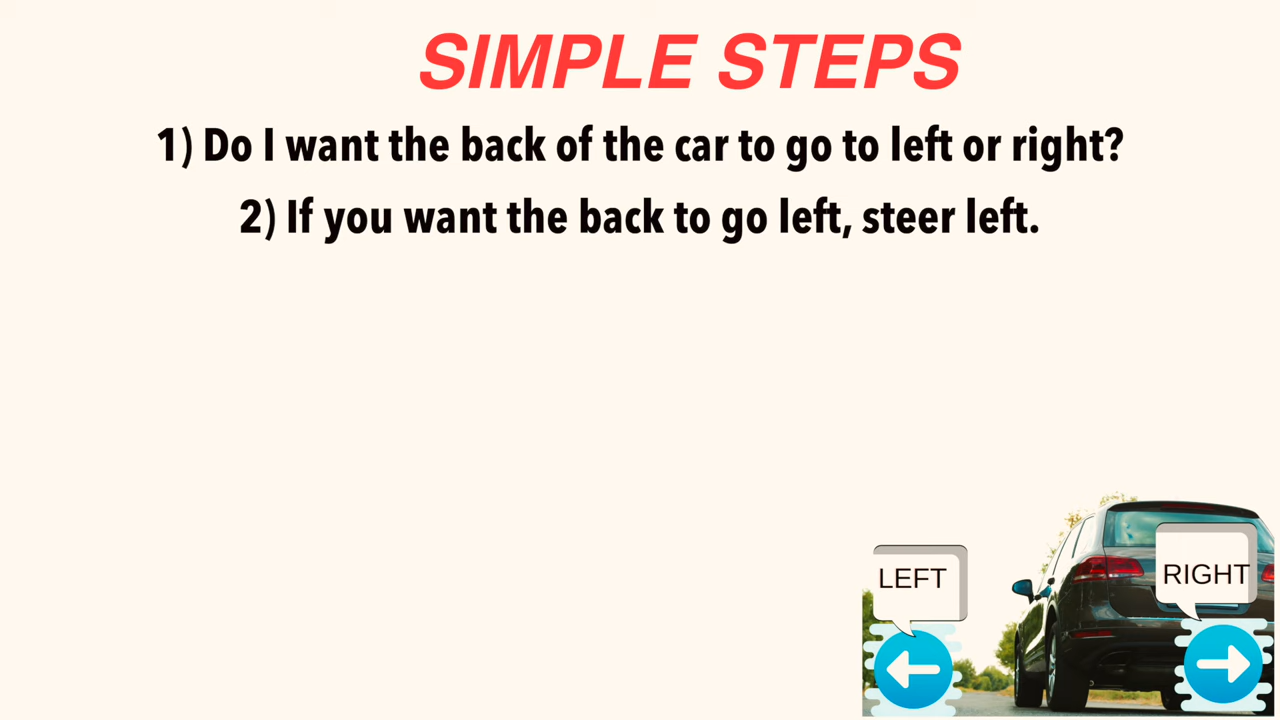 SIMPLE STEPS
1) Do I want the back of the car to go to left or right?
2) If you want the back to go left, steer left.
LEFT
RIGHT